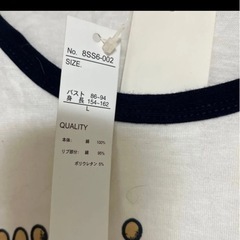 No. 8SS6-002
SIZE.
バスト 86-94
身 長 154-162
L
QUALITY
本体: 綿 100%
リブ部分: 綿 95%
ポリウレタン 5%